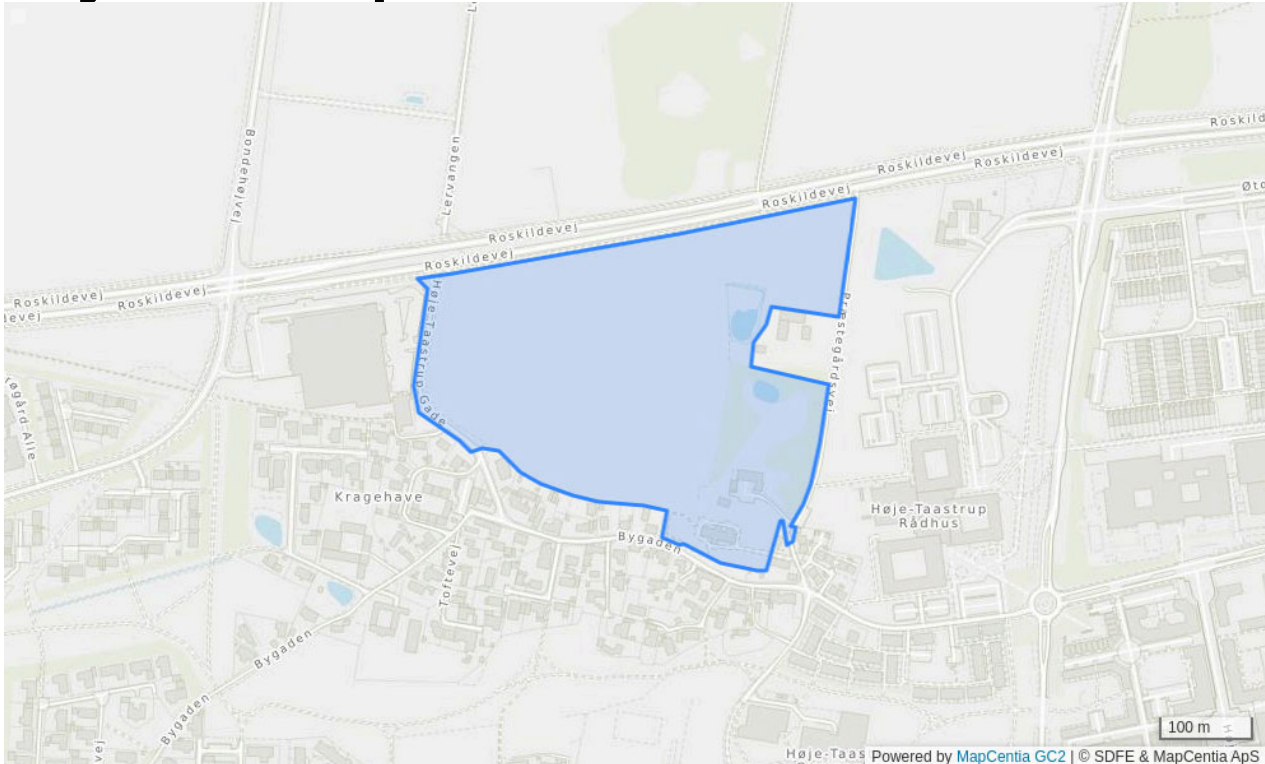 Bondehøjvej
Lervangen
Roskildevej
Roskildevej
Roskildevej
Roskildevej
Roskildevej
Roskildevej
Roskildevej
Roskildevej
Høje-Taastrup Gade
Præstegårdsvej
Kragehave
Høje-Taastrup
Rådhus
Bygaden
Toftevej
Bygaden
Bygaden
100 m
Powered by MapCentia GC2 | © SDFE & MapCentia ApS